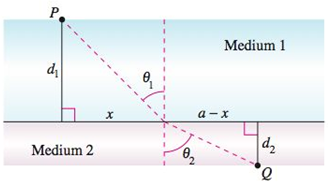 P
Medium 1
d₁
θ₁
x
a − x
Medium 2
θ₂
d₂
Q